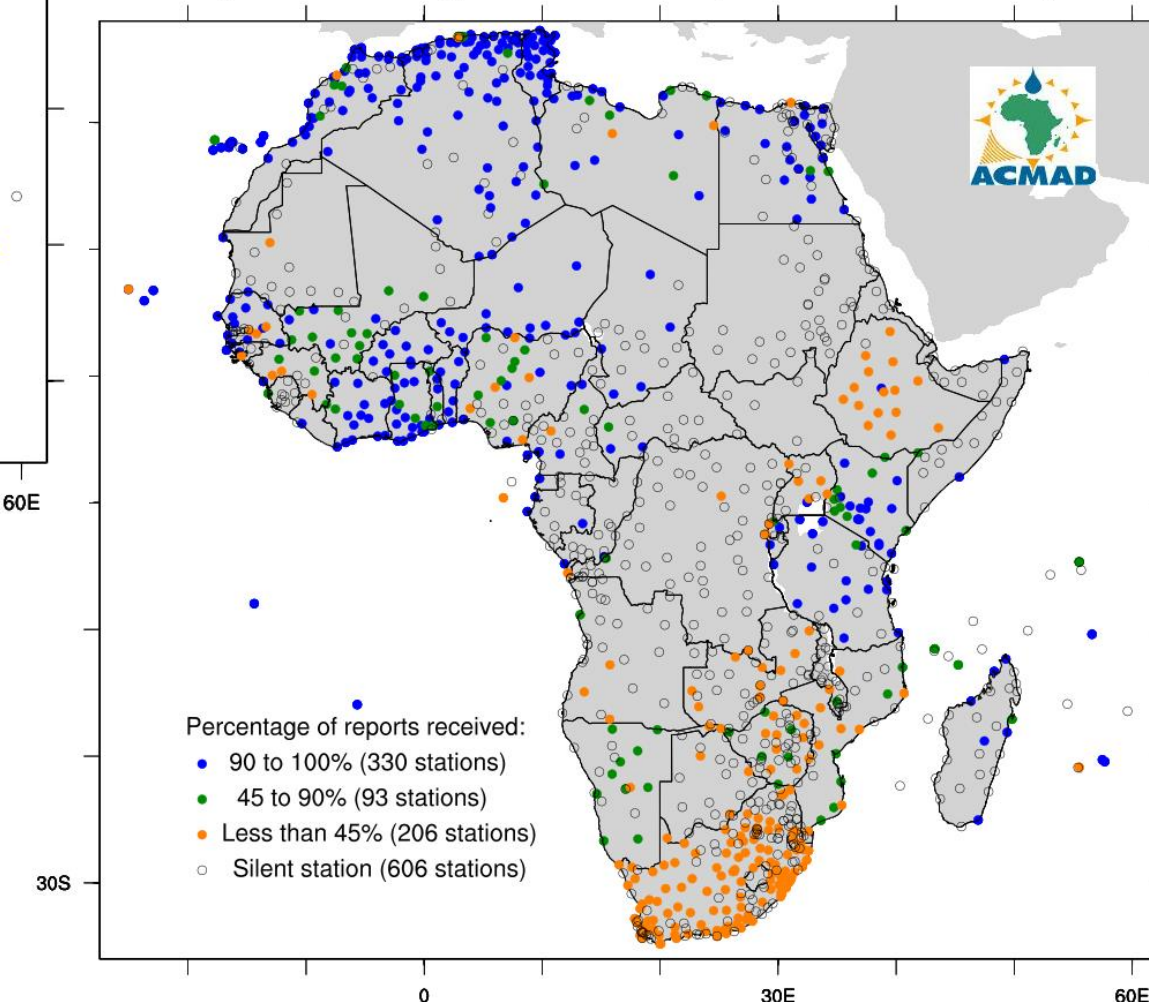 ACMAD
60E
Percentage of reports received:
90 to 100% (330 stations)
45 to 90% (93 stations)
Less than 45% (206 stations)
Silent station (606 stations)
30S
0
30E
60E